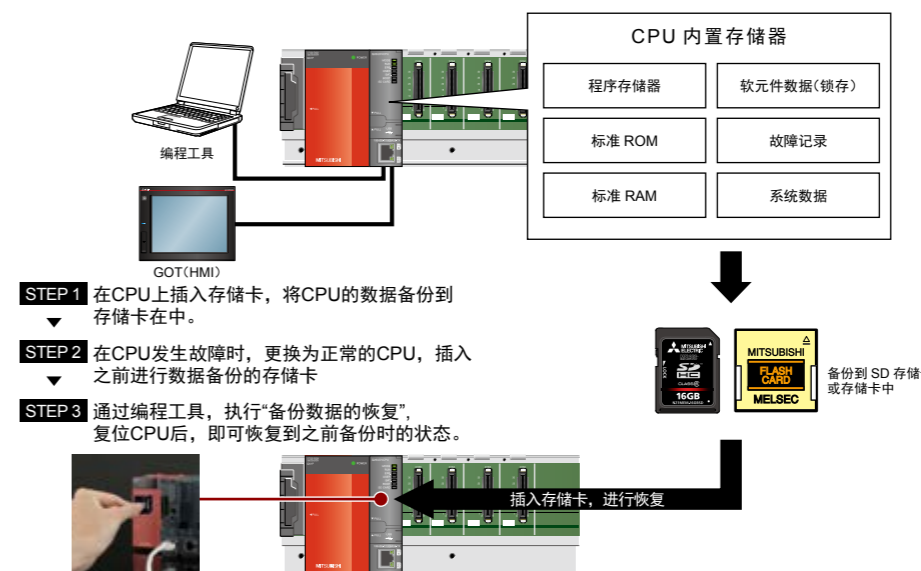 CPU 内置存储器
程序存储器
软元件数据(锁存)
标准 ROM
故障记录
标准 RAM
系统数据
编程工具
MITSUBISHI
GOT(HMI)
STEP 1 在CPU上插入存储卡，将CPU的数据备份到
存储卡在中。
STEP 2 在CPU发生故障时，更换为正常的CPU，插入
之前进行数据备份的存储卡
STEP 3 通过编程工具，执行“备份数据的恢复”，
复位CPU后，即可恢复到之前备份时的状态。
MITSUBISHI
ELECTRIC
LOCK
SD
HC
CLASS
16GB
MITSUBISHI
FLASH
CARD
MELSEC
备份到 SD 存储
或存储卡中
插入存储卡，进行恢复
MITSUBISHI